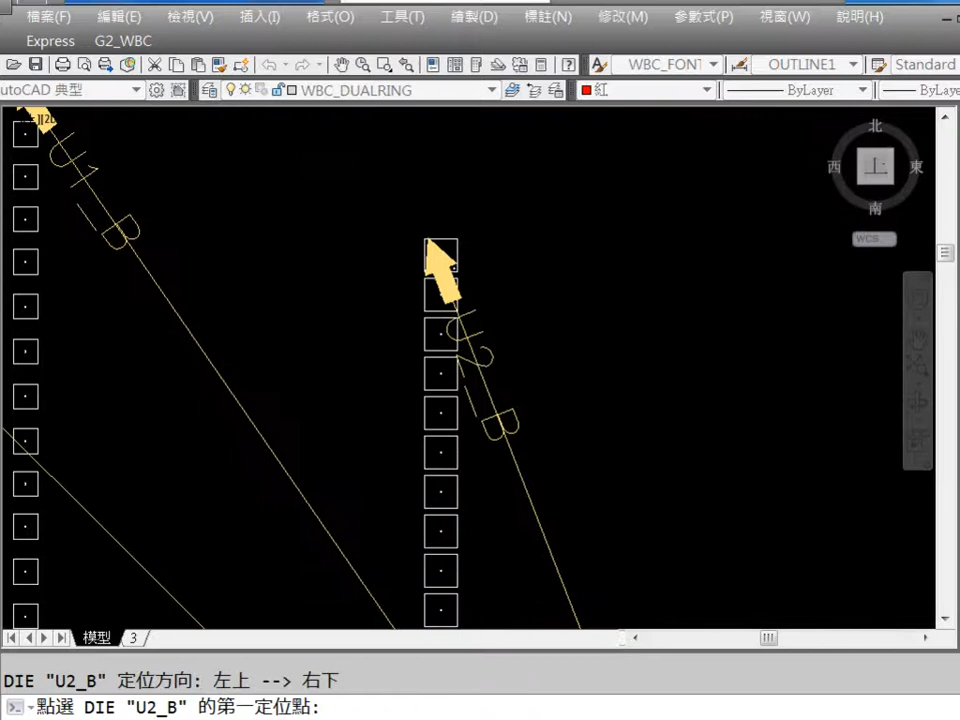 檔案(F) 編輯(E) 檢視(V) 插入(I) 格式(O) 工具(T) 繪製(D) 標註(N) 修改(M) 參數式(P) 視窗(W) 說明(H)
Express G2_WBC
WBC_FONT OUTLINE1 Standard
utoCAD 典型 WBC_DUALRING 紅 ByLayer ByLaye
U1_B
U2_B
北
西 上 東
南
WCS
模型 3
DIE "U2_B" 定位方向: 左上 --> 右下
點選 DIE "U2_B" 的第一定位點: